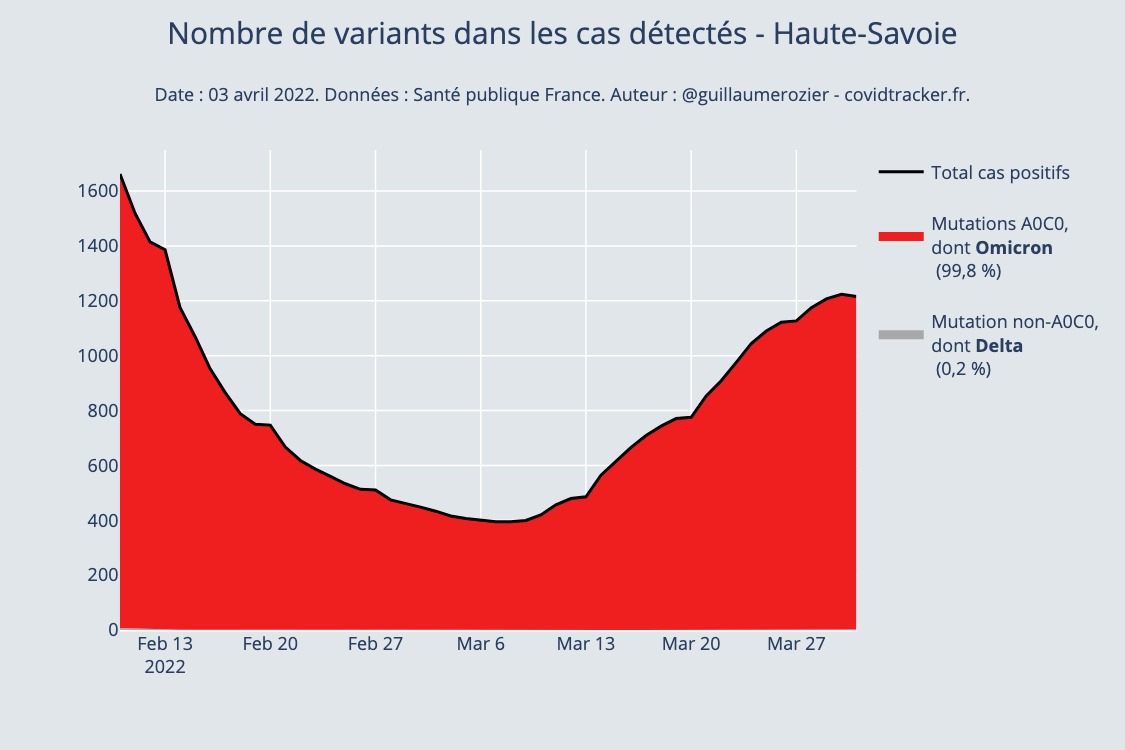 Nombre de variants dans les cas détectés - Haute-Savoie
Date : 03 avril 2022. Données : Santé publique France. Auteur : @guillaumerozier - covidtracker.fr.
1600
1400
1200
1000
800
600
400
200
0
Feb 13
2022
Feb 20
Feb 27
Mar 6
Mar 13
Mar 20
Mar 27
Total cas positifs
Mutations A0C0,
dont Omicron
(99,8 %)
Mutation non-A0C0,
dont Delta
(0,2 %)